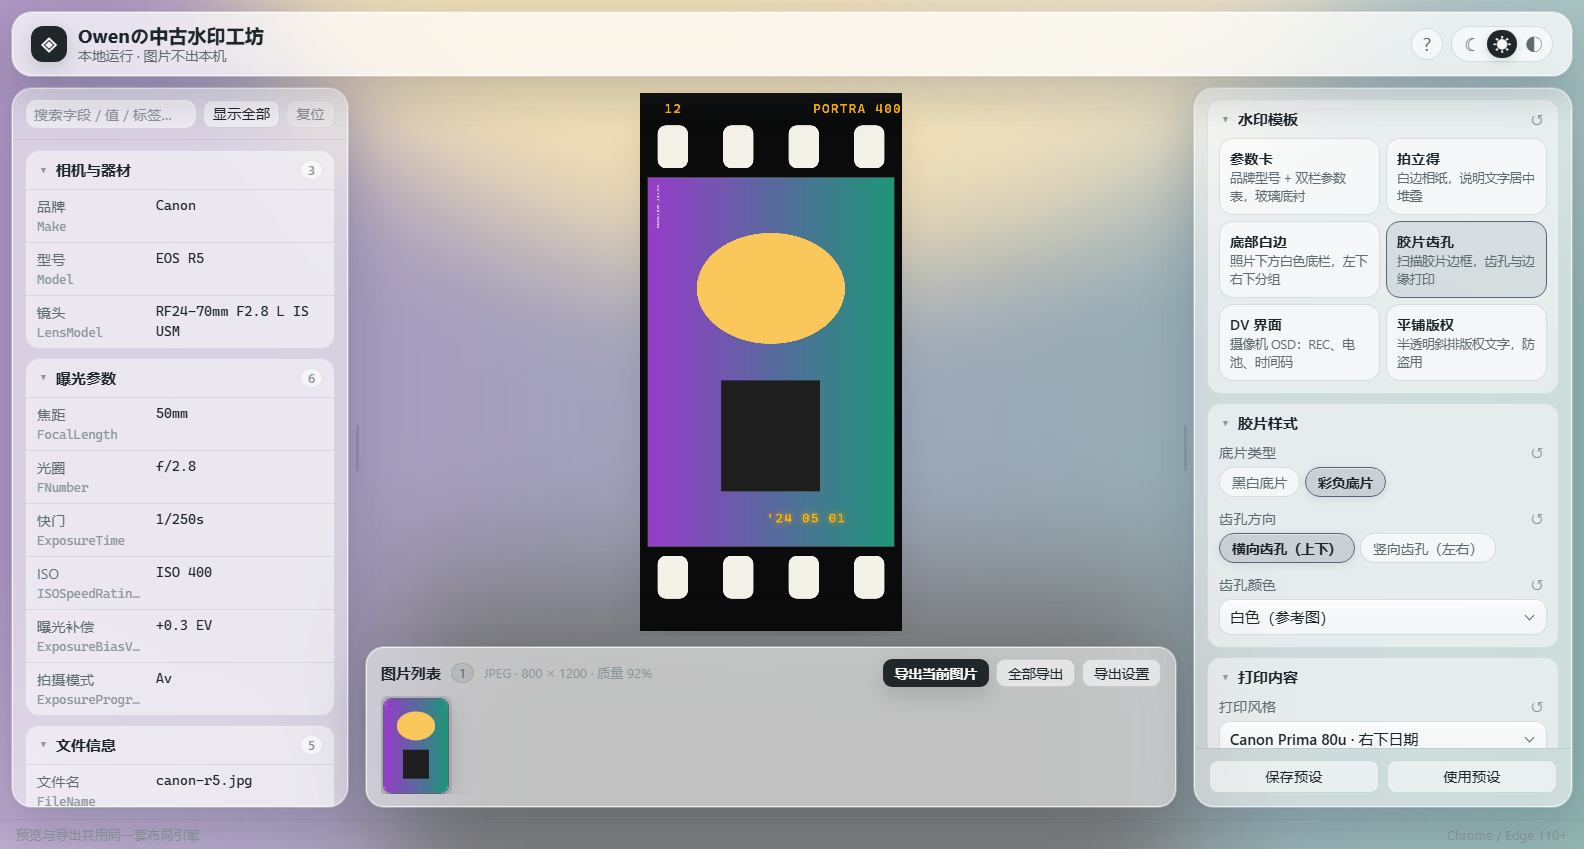 Owenの中古水印工坊
本地运行 · 图片不出本机
?
搜索字段 / 值 / 标签...
显示全部
复位
相机与器材
3
品牌
Canon
Make
型号
EOS R5
Model
镜头
RF24-70mm F2.8 L IS
USM
LensModel
曝光参数
6
焦距
50mm
FocalLength
光圈
f/2.8
FNumber
快门
1/250s
ExposureTime
ISO
ISO 400
ISOSpeedRatin…
曝光补偿
+0.3 EV
ExposureBiasV…
拍摄模式
Av
ExposureProgr…
文件信息
5
文件名
canon-r5.jpg
FileName
12
PORTRA 400
'24 05 01
图片列表
1
JPEG · 800 × 1200 · 质量 92%
导出当前图片
全部导出
导出设置
水印模板
参数卡
品牌型号 + 双栏参数
表，玻璃底衬
拍立得
白边相纸，说明文字居中
堆叠
底部白边
照片下方白色底栏，左下
右下分组
胶片齿孔
扫描胶片边框，齿孔与边
缘打印
DV 界面
摄像机 OSD：REC、电
池、时间码
平铺版权
半透明斜排版权文字，防
盗用
胶片样式
底片类型
黑白底片
彩负底片
齿孔方向
横向齿孔（上下）
竖向齿孔（左右）
齿孔颜色
白色（参考图）
打印内容
打印风格
Canon Prima 80u · 右下日期
保存预设
使用预设
预览与导出共用同一套布局引擎
Chrome / Edge 110+